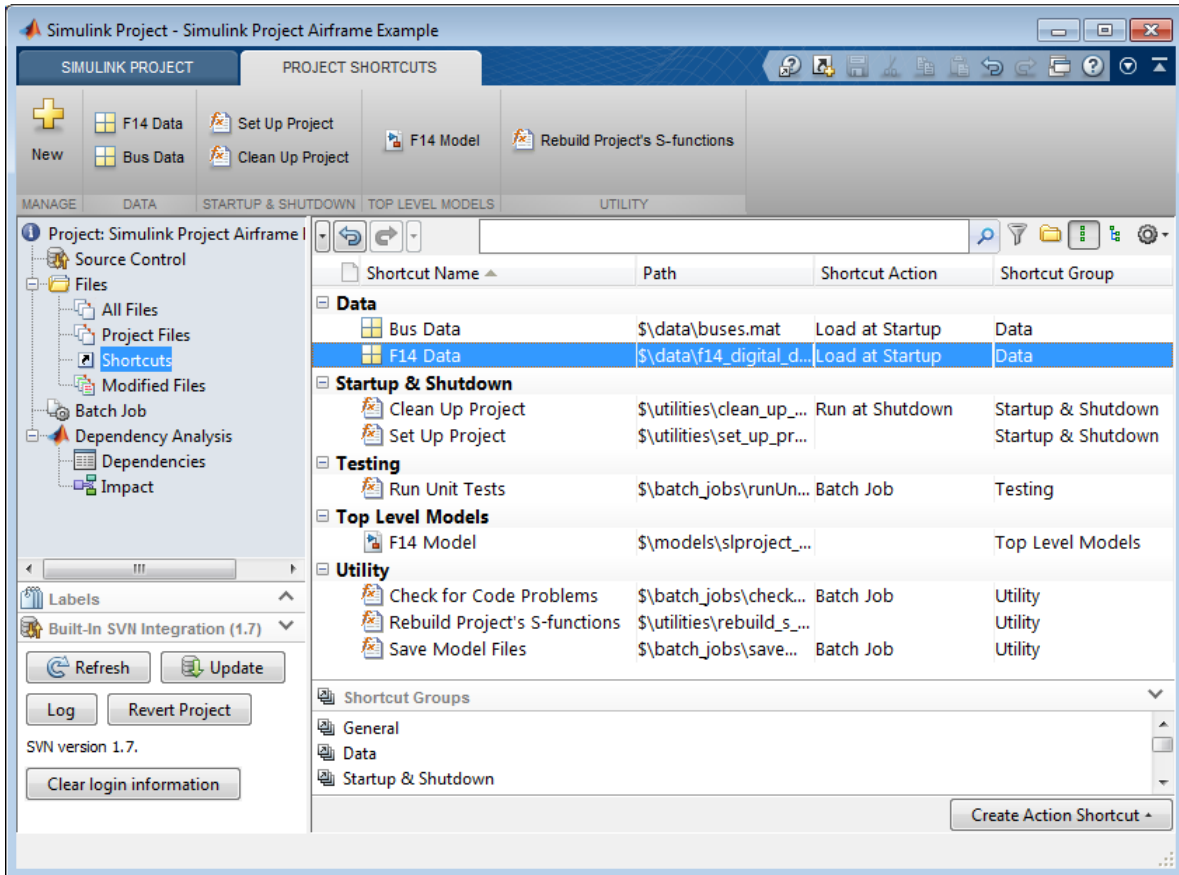 Simulink Project - Simulink Project Airframe Example
SIMULINK PROJECT PROJECT SHORTCUTS
New F14 Data Bus Data Set Up Project Clean Up Project F14 Model Rebuild Project's S-functions
MANAGE DATA STARTUP & SHUTDOWN TOP LEVEL MODELS UTILITY
Project: Simulink Project Airframe
Source Control
Files
All Files
Project Files
Shortcuts
Modified Files
Batch Job
Dependency Analysis
Dependencies
Impact
Labels
Built-In SVN Integration (1.7)
Refresh Update
Log Revert Project
SVN version 1.7.
Clear login information
Shortcut Name Path Shortcut Action Shortcut Group
Data
Bus Data $\data\buses.mat Load at Startup Data
F14 Data $\data\f14_digital_d... Load at Startup Data
Startup & Shutdown
Clean Up Project $\utilities\clean_up_... Run at Shutdown Startup & Shutdown
Set Up Project $\utilities\set_up_pr... Startup & Shutdown
Testing
Run Unit Tests $\batch_jobs\runUn... Batch Job Testing
Top Level Models
F14 Model $\models\slproject_... Top Level Models
Utility
Check for Code Problems $\batch_jobs\check... Batch Job Utility
Rebuild Project's S-functions $\utilities\rebuild_s_... Utility
Save Model Files $\batch_jobs\save... Batch Job Utility
Shortcut Groups
General
Data
Startup & Shutdown
Create Action Shortcut